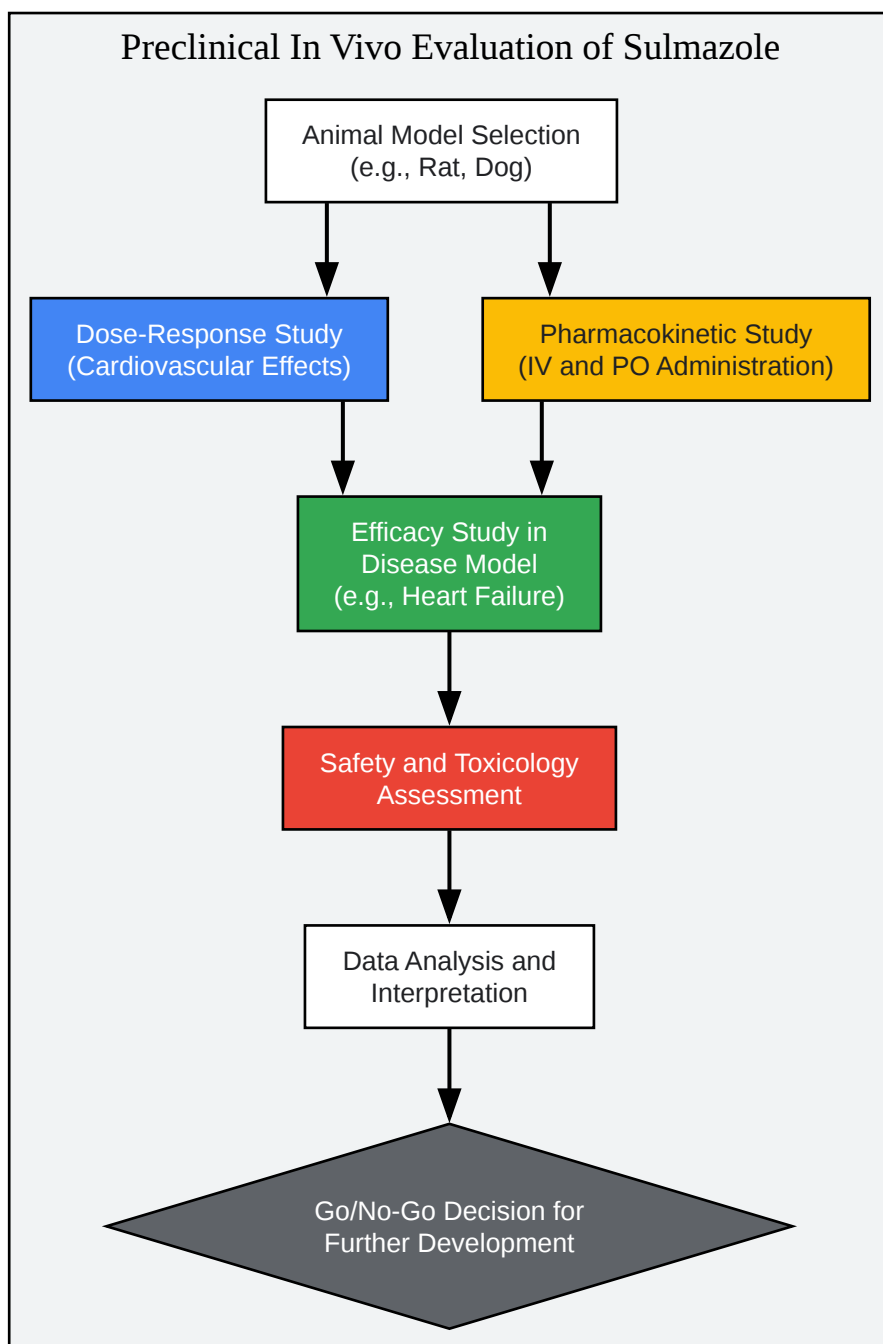 Preclinical In Vivo Evaluation of Sulmazole
Animal Model Selection
(e.g., Rat, Dog)
Dose-Response Study
(Cardiovascular Effects)
Pharmacokinetic Study
(IV and PO Administration)
Efficacy Study in
Disease Model
(e.g., Heart Failure)
Safety and Toxicology
Assessment
Data Analysis and
Interpretation
Go/No-Go Decision for
Further Development